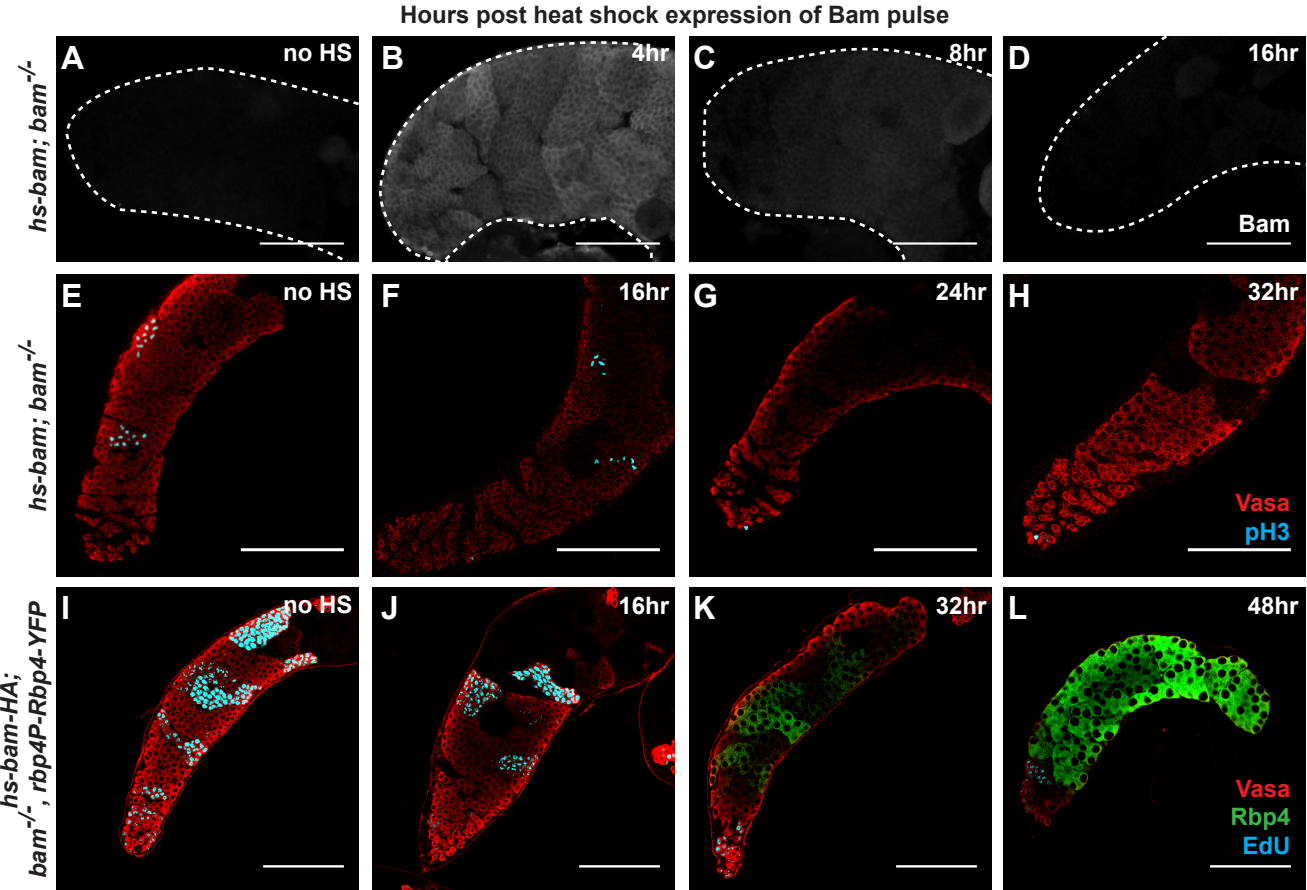 Hours post heat shock expression of Bam pulse
hs-bam; bam-/-
A no HS
B 4hr
C 8hr
D 16hr
Bam
hs-bam; bam-/-
E no HS
F 16hr
G 24hr
H 32hr
Vasa
pH3
hs-bam-HA;
bam-/-, rbp4P-Rbp4-YFP
I no HS
J 16hr
K 32hr
L 48hr
Vasa
Rbp4
EdU